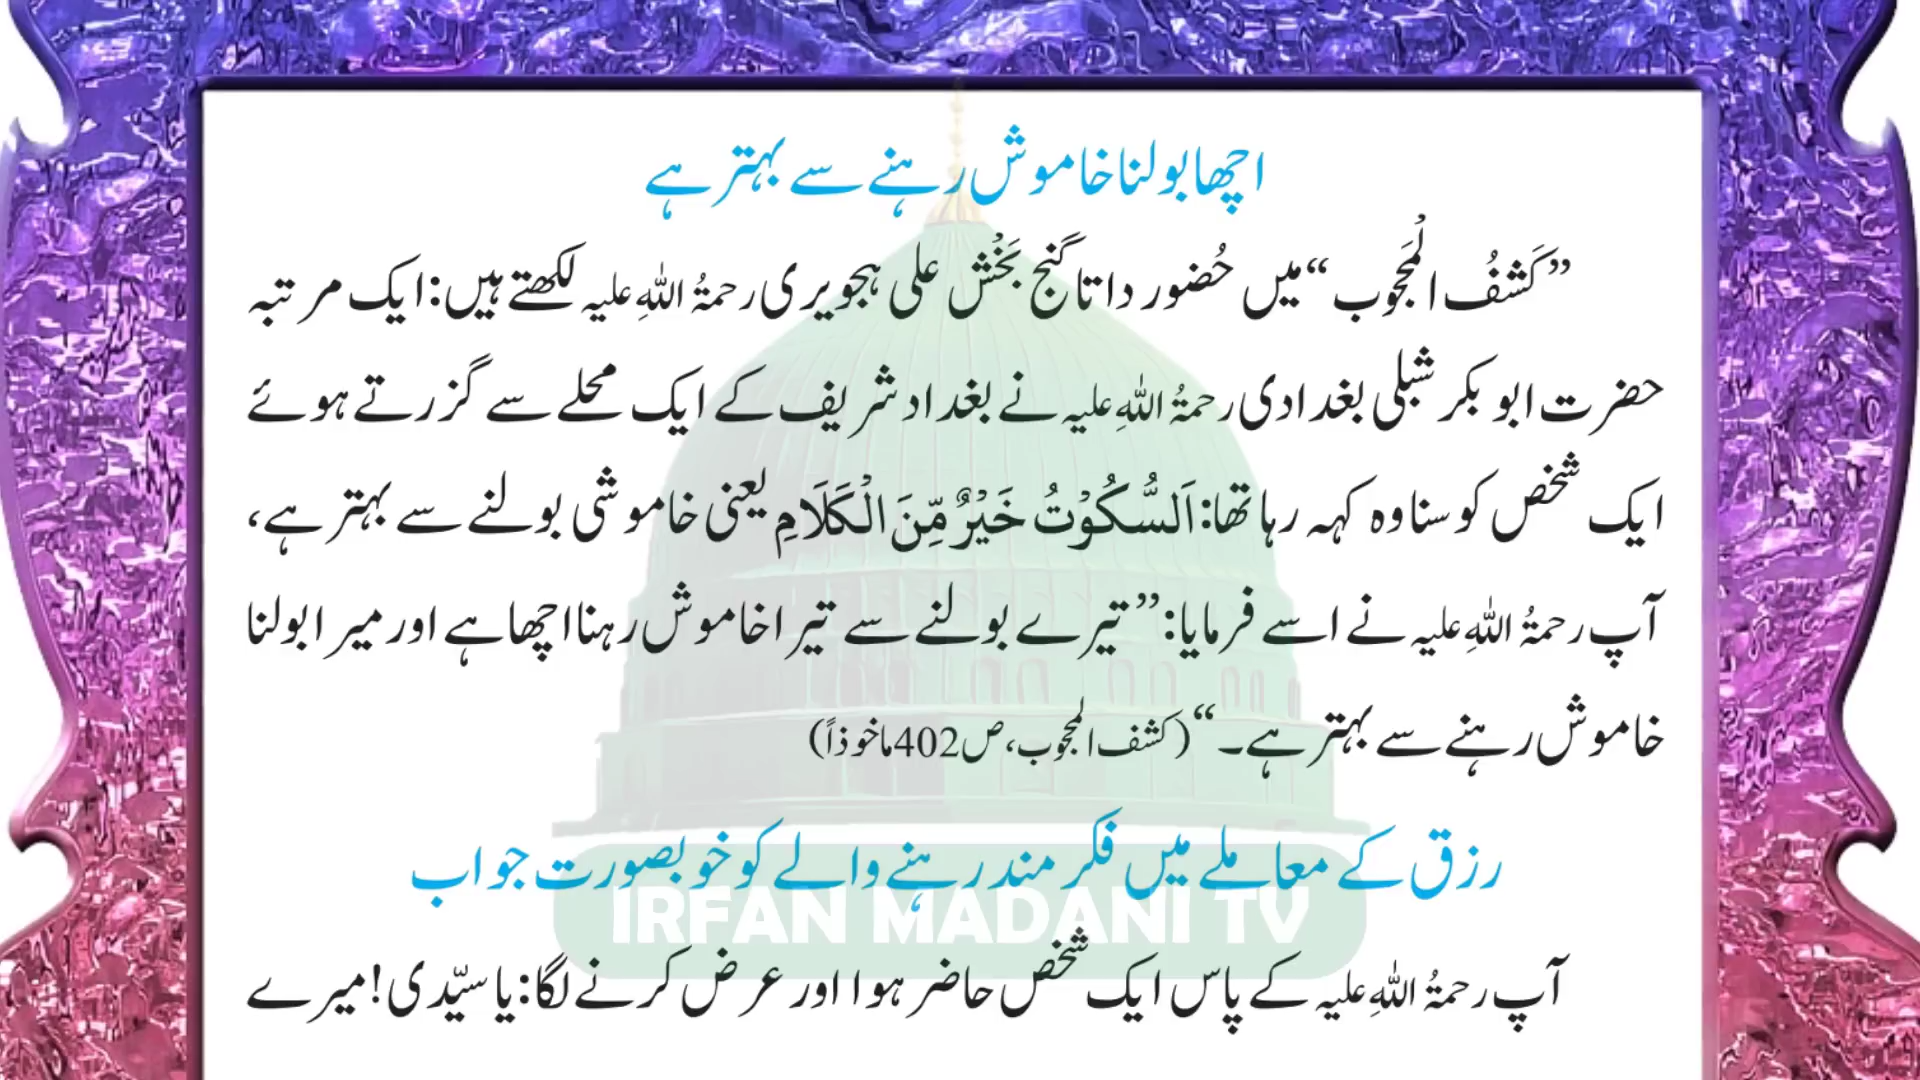 اچھا بولنا خاموش رہنے سے بہتر ہے
”کَشفُ الْمَحجوب“ میں حُضور داتا گنج بَخْش علی ہجویری رحمۃُ اللہِ علیہ لکھتے ہیں: ایک مرتبہ
حضرت ابو بکر شبلی بغدادی رحمۃُ اللہِ علیہ نے بغداد شریف کے ایک محلے سے گزرتے ہوئے
ایک شخص کو سنا وہ کہہ رہا تھا: اَلسُّکُوْتُ خَیْرٌ مِّنَ الْکَلَامِ یعنی خاموشی بولنے سے بہتر ہے،
آپ رحمۃُ اللہِ علیہ نے اسے فرمایا: ”تیرے بولنے سے تیرا خاموش رہنا اچھا ہے اور میرا بولنا
خاموش رہنے سے بہتر ہے۔“ (کشف المحجوب، ص402 ماخوذاً)
رزق کے معاملے میں فکر مند رہنے والے کو خوبصورت جواب
IRFAN MADANI TV
آپ رحمۃُ اللہِ علیہ کے پاس ایک شخص حاضر ہوا اور عرض کرنے لگا: یا سیّدی! میرے